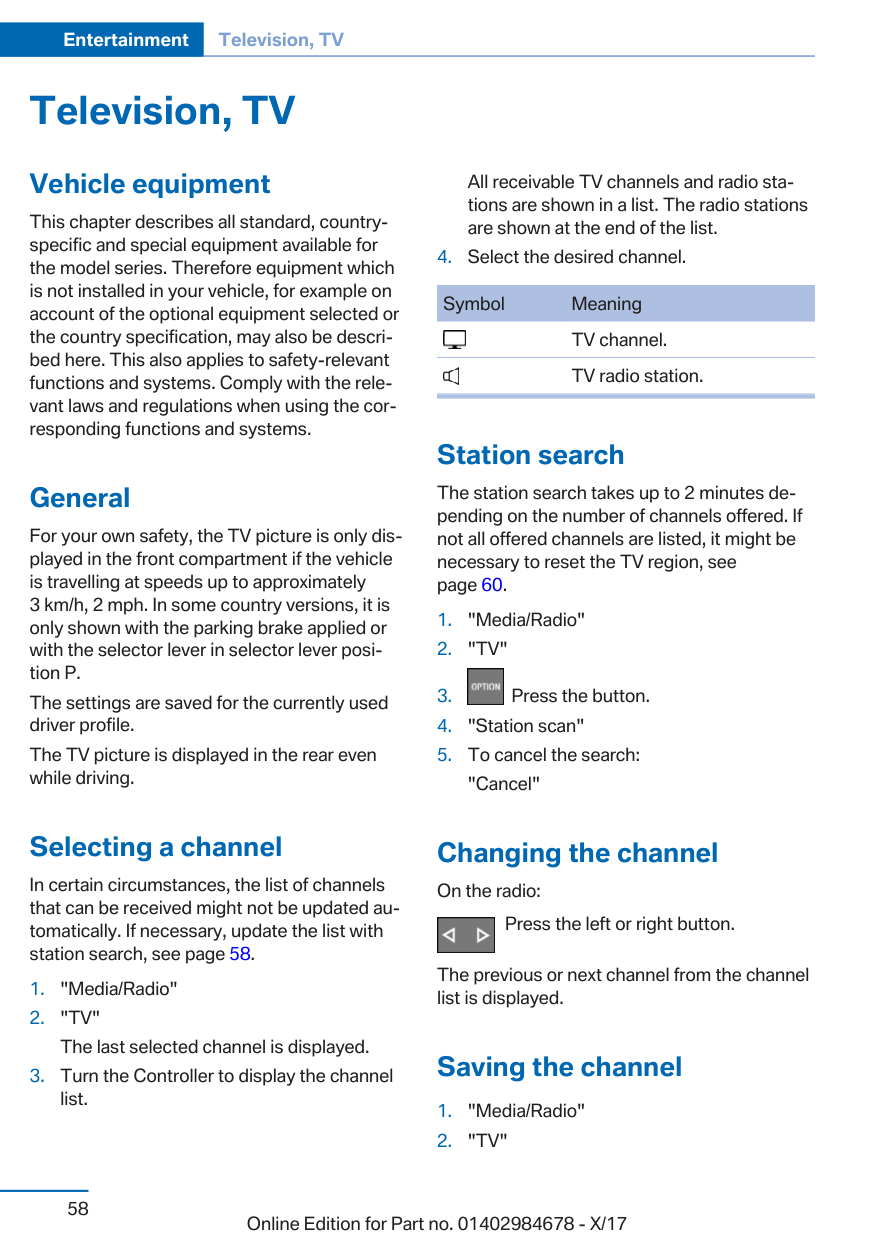 Entertainment Television, TV
Television, TV
Vehicle equipment
This chapter describes all standard, country-
specific and special equipment available for
the model series. Therefore equipment which
is not installed in your vehicle, for example on
account of the optional equipment selected or
the country specification, may also be descri-
bed here. This also applies to safety-relevant
functions and systems. Comply with the rele-
vant laws and regulations when using the cor-
responding functions and systems.
General
For your own safety, the TV picture is only dis-
played in the front compartment if the vehicle
is travelling at speeds up to approximately
3 km/h, 2 mph. In some country versions, it is
only shown with the parking brake applied or
with the selector lever in selector lever posi-
tion P.
The settings are saved for the currently used
driver profile.
The TV picture is displayed in the rear even
while driving.
Selecting a channel
In certain circumstances, the list of channels
that can be received might not be updated au-
tomatically. If necessary, update the list with
station search, see page 58.
1. "Media/Radio"
2. "TV"
The last selected channel is displayed.
3. Turn the Controller to display the channel
list.
All receivable TV channels and radio sta-
tions are shown in a list. The radio stations
are shown at the end of the list.
4. Select the desired channel.
Symbol Meaning
TV channel.
TV radio station.
Station search
The station search takes up to 2 minutes de-
pending on the number of channels offered. If
not all offered channels are listed, it might be
necessary to reset the TV region, see
page 60.
1. "Media/Radio"
2. "TV"
3. OPTION Press the button.
4. "Station scan"
5. To cancel the search:
"Cancel"
Changing the channel
On the radio:
Press the left or right button.
The previous or next channel from the channel
list is displayed.
Saving the channel
1. "Media/Radio"
2. "TV"
58
Online Edition for Part no. 01402984678 - X/17